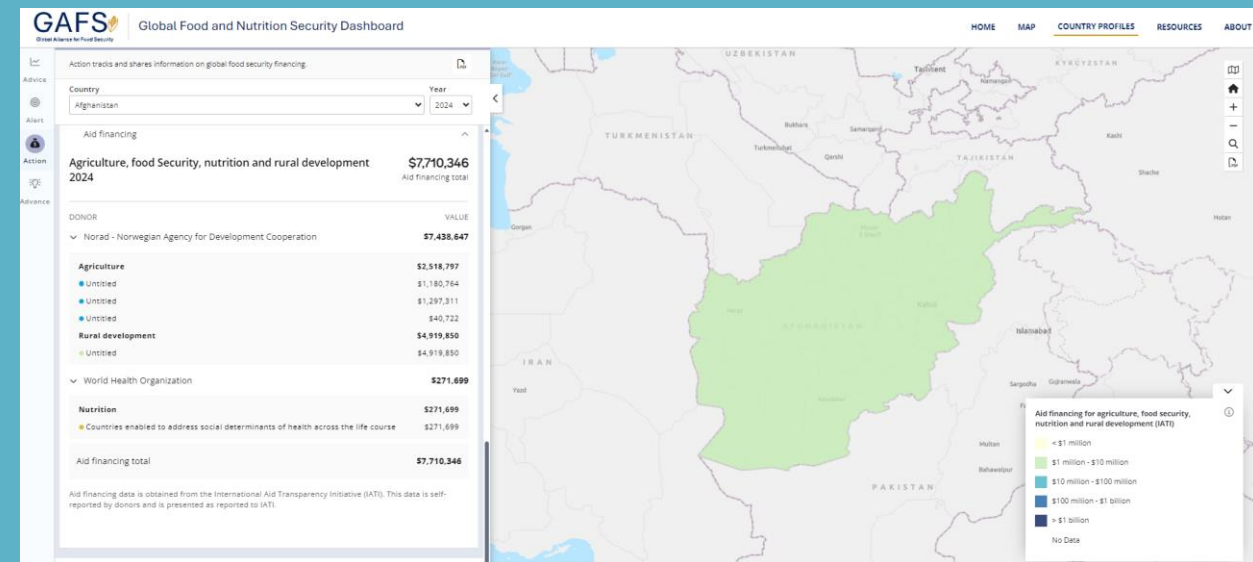 GAFS
Global Alliance for Food Security
Global Food and Nutrition Security Dashboard
HOME
MAP
COUNTRY PROFILES
RESOURCES
ABOUT
Advice
Alert
Action
Advance
Action tracks and shares information on global food security financing.
Country
Year
Afghanistan
2024
Aid financing
Agriculture, food Security, nutrition and rural development 2024
$7,710,346
Aid financing total
DONOR
VALUE
Norad - Norwegian Agency for Development Cooperation
$7,438,647
Agriculture
$2,518,797
Untitled
$1,180,764
Untitled
$1,297,311
Untitled
$40,722
Rural development
$4,919,850
Untitled
$4,919,850
World Health Organization
$271,699
Nutrition
$271,699
Countries enabled to address social determinants of health across the life course
$271,699
Aid financing total
$7,710,346
Aid financing data is obtained from the International Aid Transparency Initiative (IATI). This data is self-
reported by donors and is presented as reported to IATI.
UZBEKISTAN
KYRGYZSTAN
Tashkent
Namangan
Bukhara
Samarqand
Kashi
TURKMENISTAN
Turkmenabat
Qarshi
TAJIKISTAN
Shache
Hotan
Gorgan
Herat
Kabul
AFGHANISTAN
Islamabad
IRAN
Yazd
Sargodha
Gujranwala
Multan
Bahawalpur
PAKISTAN
Aid financing for agriculture, food security,
nutrition and rural development (IATI)
< $1 million
$1 million - $10 million
$10 million - $100 million
$100 million - $1 billion
> $1 billion
No Data